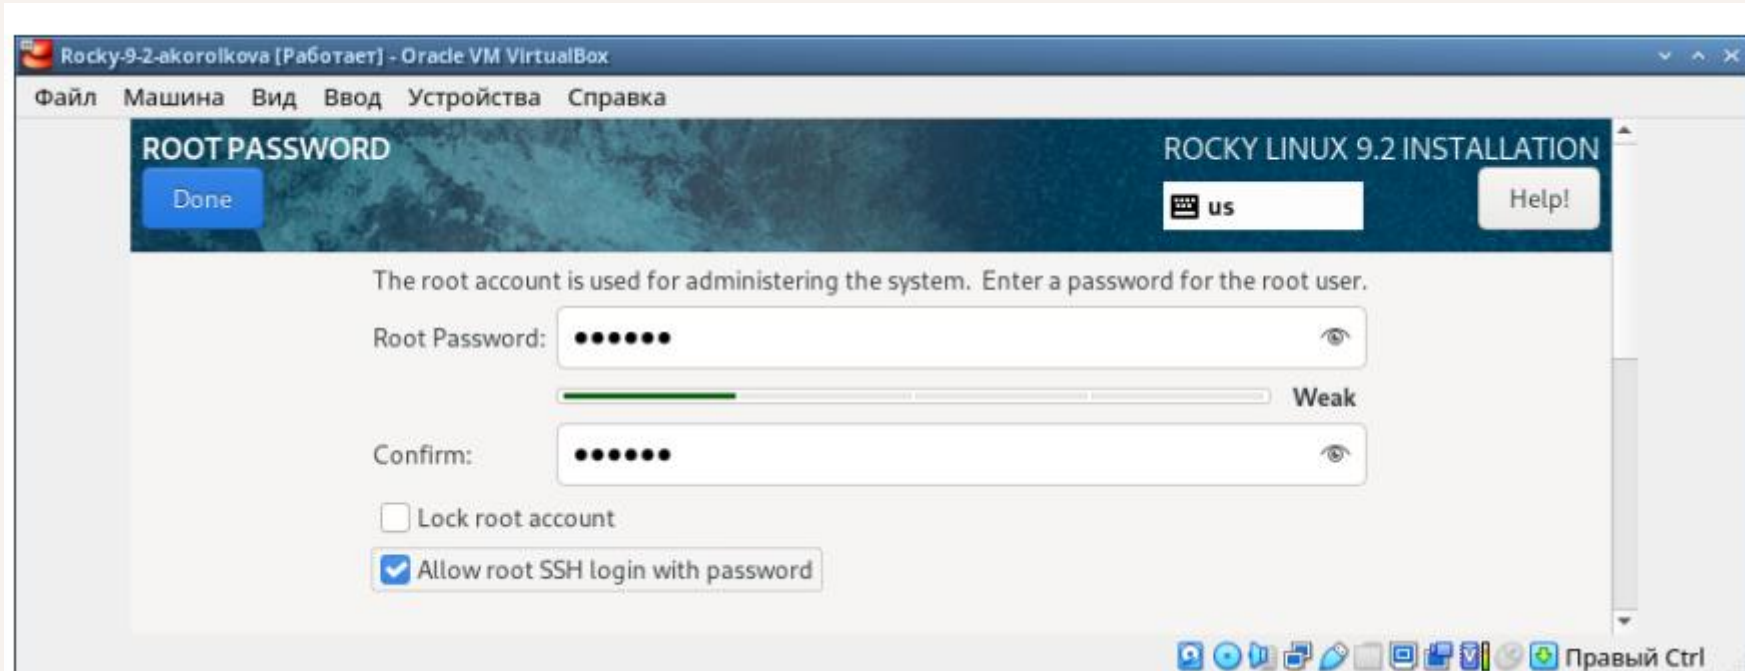 Rocky-9-2-akorolkova [Работает] - Oracle VM VirtualBox
Файл Машина Вид Ввод Устройства Справка
ROOT PASSWORD
ROCKY LINUX 9.2 INSTALLATION
Done
us
Help!
The root account is used for administering the system. Enter a password for the root user.
Root Password: ●●●●●●
Weak
Confirm: ●●●●●●
Lock root account
Allow root SSH login with password
Правый Ctrl